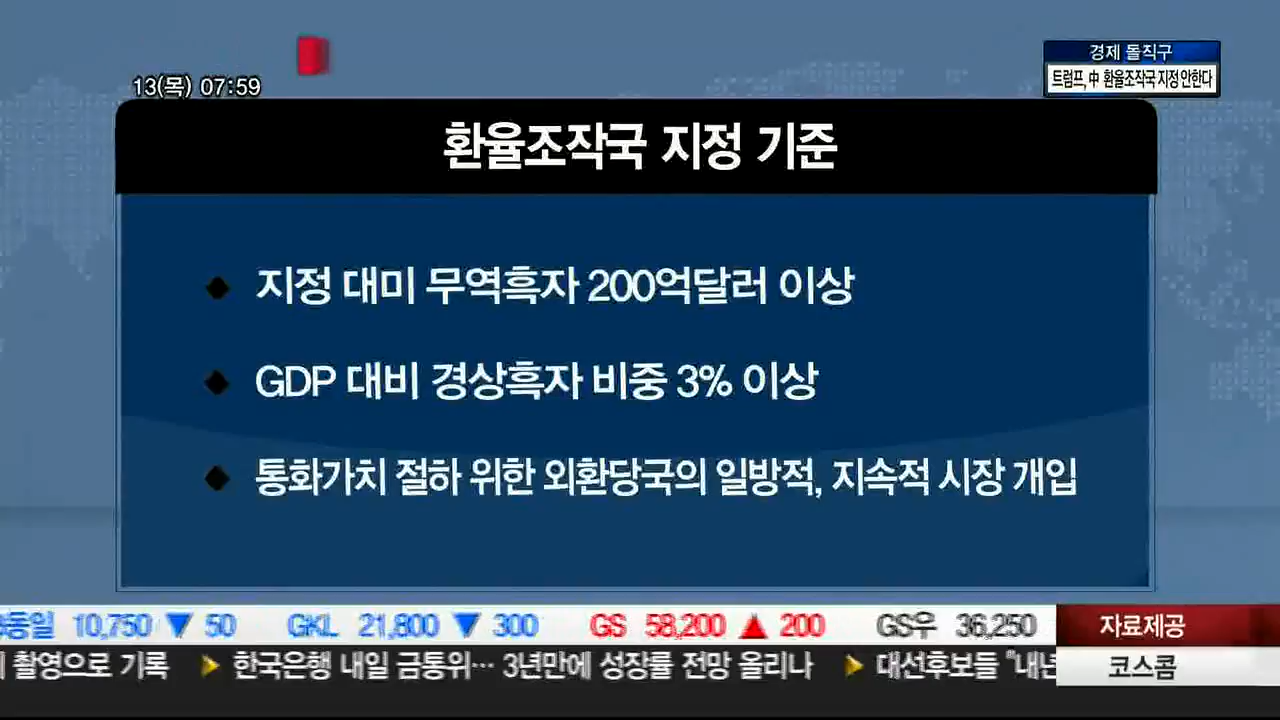 경제 돌직구
13(목) 07:59
트럼프, 中 환율조작국 지정 안한다
환율조작국 지정 기준
◆ 지정 대미 무역흑자 200억달러 이상
◆ GDP 대비 경상흑자 비중 3% 이상
◆ 통화가치 절하 위한 외환당국의 일방적, 지속적 시장 개입
동일 10,750 ▼ 50 GKL 21,800 ▼ 300 GS 58,200 ▲ 200 GS우 36,250 자료제공
촬영으로 기록 ▶ 한국은행 내일 금통위… 3년만에 성장률 전망 올리나 ▶ 대선후보들 "내년 코스콤